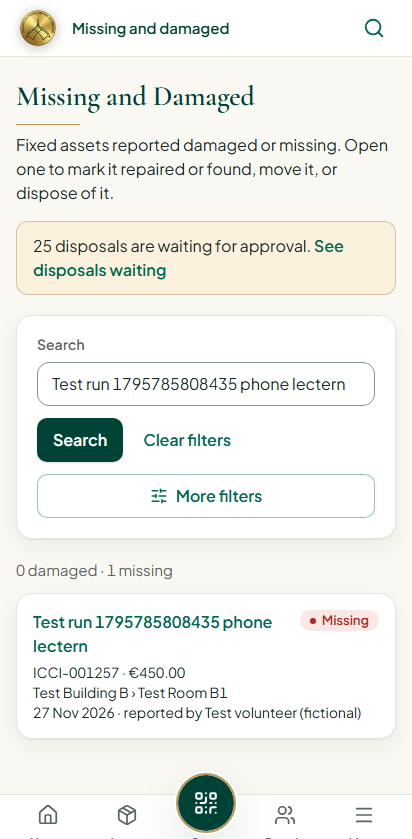 Missing and damaged
Missing and Damaged
Fixed assets reported damaged or missing. Open
one to mark it repaired or found, move it, or
dispose of it.
25 disposals are waiting for approval. See
disposals waiting
Search
Test run 1795785808435 phone lectern
Search
Clear filters
More filters
0 damaged · 1 missing
Test run 1795785808435 phone
lectern
Missing
ICCI-001257 · €450.00
Test Building B › Test Room B1
27 Nov 2026 · reported by Test volunteer (fictional)